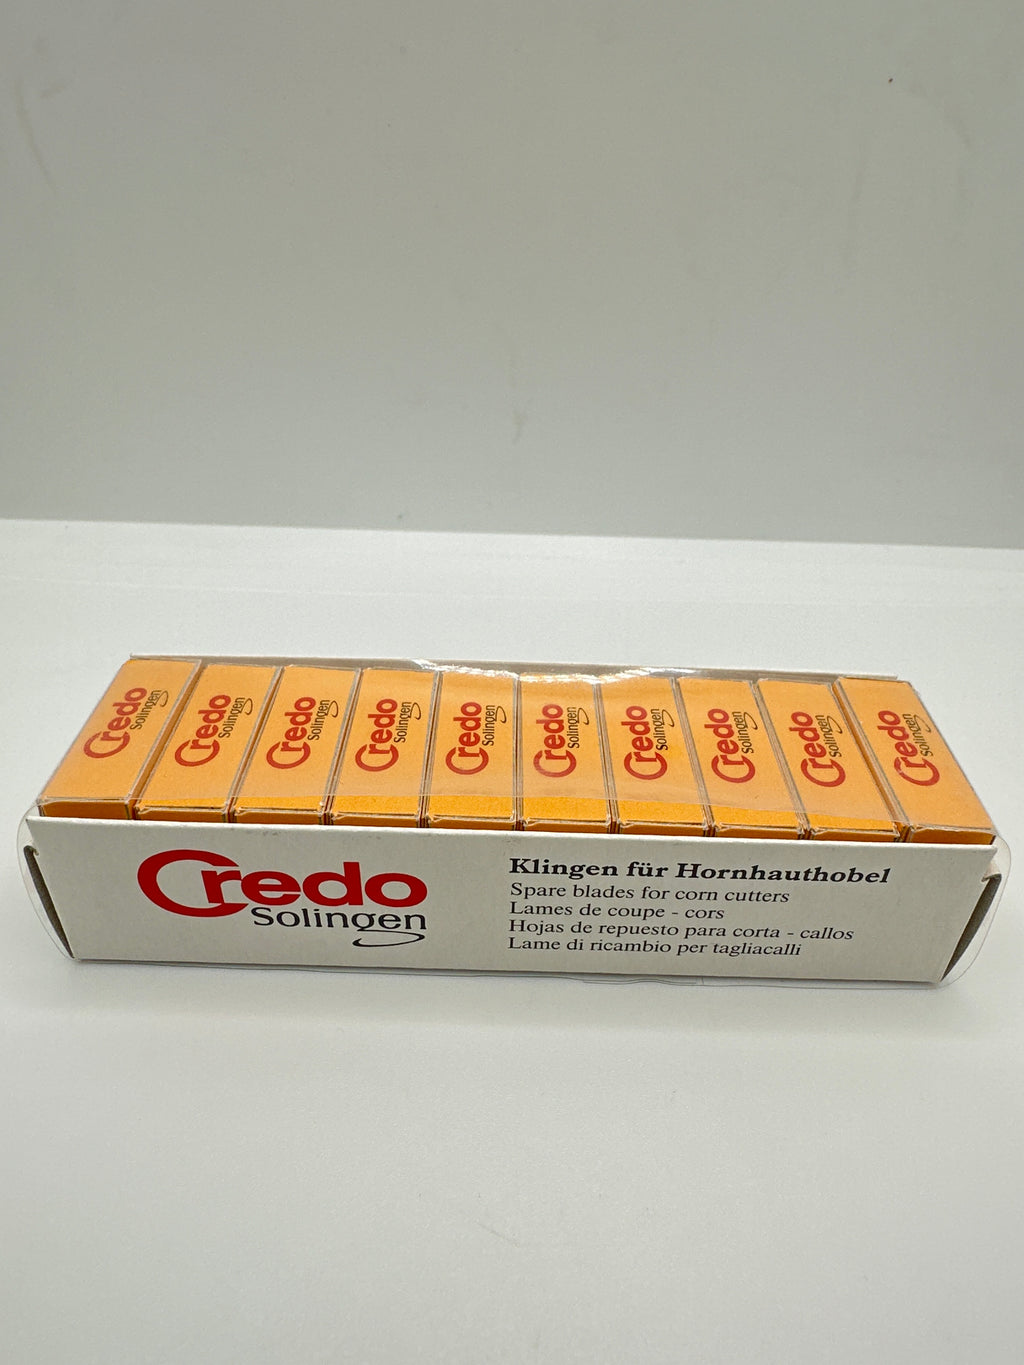 Credo
Solingen
Credo
Solingen
Credo
Solingen
Credo
Solingen
Credo
Solingen
Credo
Solingen
Credo
Solingen
Credo
Solingen
Credo
Solingen
Credo
Solingen
Credo
Solingen
Klingen für Hornhauthobel
Spare blades for corn cutters
Lames de coupe - cors
Hojas de repuesto para corta - callos
Lame di ricambio per tagliacalli